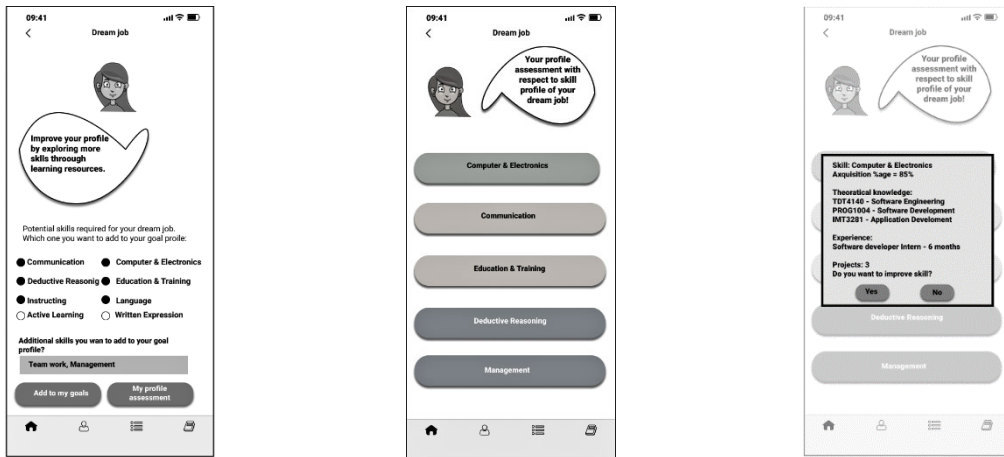 09:41
Dream job
Improve your profile
by exploring more
sklls throough
learning resources.
Potential skills required for your dream job.
Which one you want to add to your goal proile:
Communication
Computer & Electronics
Deductive Reasonig
Education & Training
Instructing
Language
Active Learning
Written Expression
Additional skills you wan to add to your goal
profile?
Team work, Management
Add to my goals
My profile
assessment
09:41
Dream job
Your profile
assessment with
respect to skill
profile of your
dream job!
Computer & Electronics
Communication
Education & Training
Deductive Reasoning
Management
09:41
Dream job
Your profile
assessment with
respect to skill
profile of your
dream job!
Skill: Computer & Electronics
Axquisition %age = 85%
Theoratical knowledge:
TDT4140 - Software Engineering
PROG1004 - Software Development
IMT3281 - Application Develoment
Experience:
Software developer Intern - 6 months
Projects: 3
Do you want to improve skill?
Yes
No
Deductive Reasoning
Management